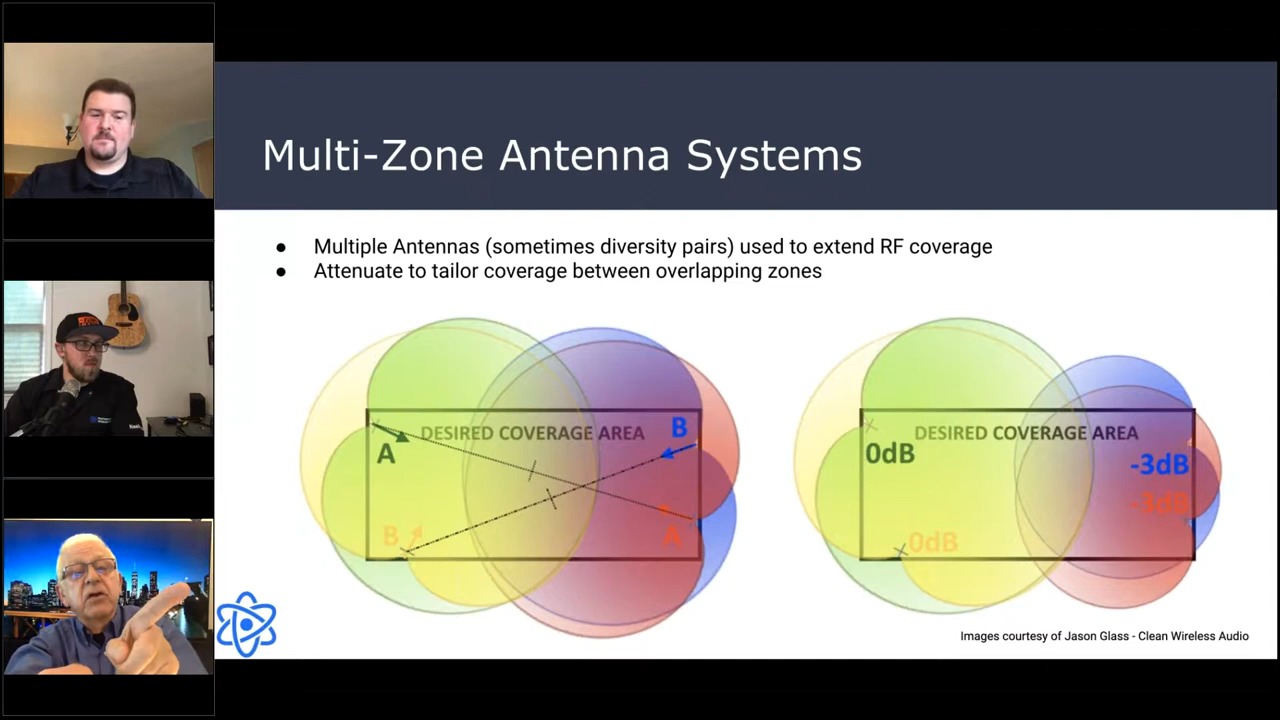 Multi-Zone Antenna Systems
● Multiple Antennas (sometimes diversity pairs) used to extend RF coverage
● Attenuate to tailor coverage between overlapping zones
DESIRED COVERAGE AREA
A
B
B
A
DESIRED COVERAGE AREA
0dB
-3dB
-3dB
0dB
Images courtesy of Jason Glass - Clean Wireless Audio